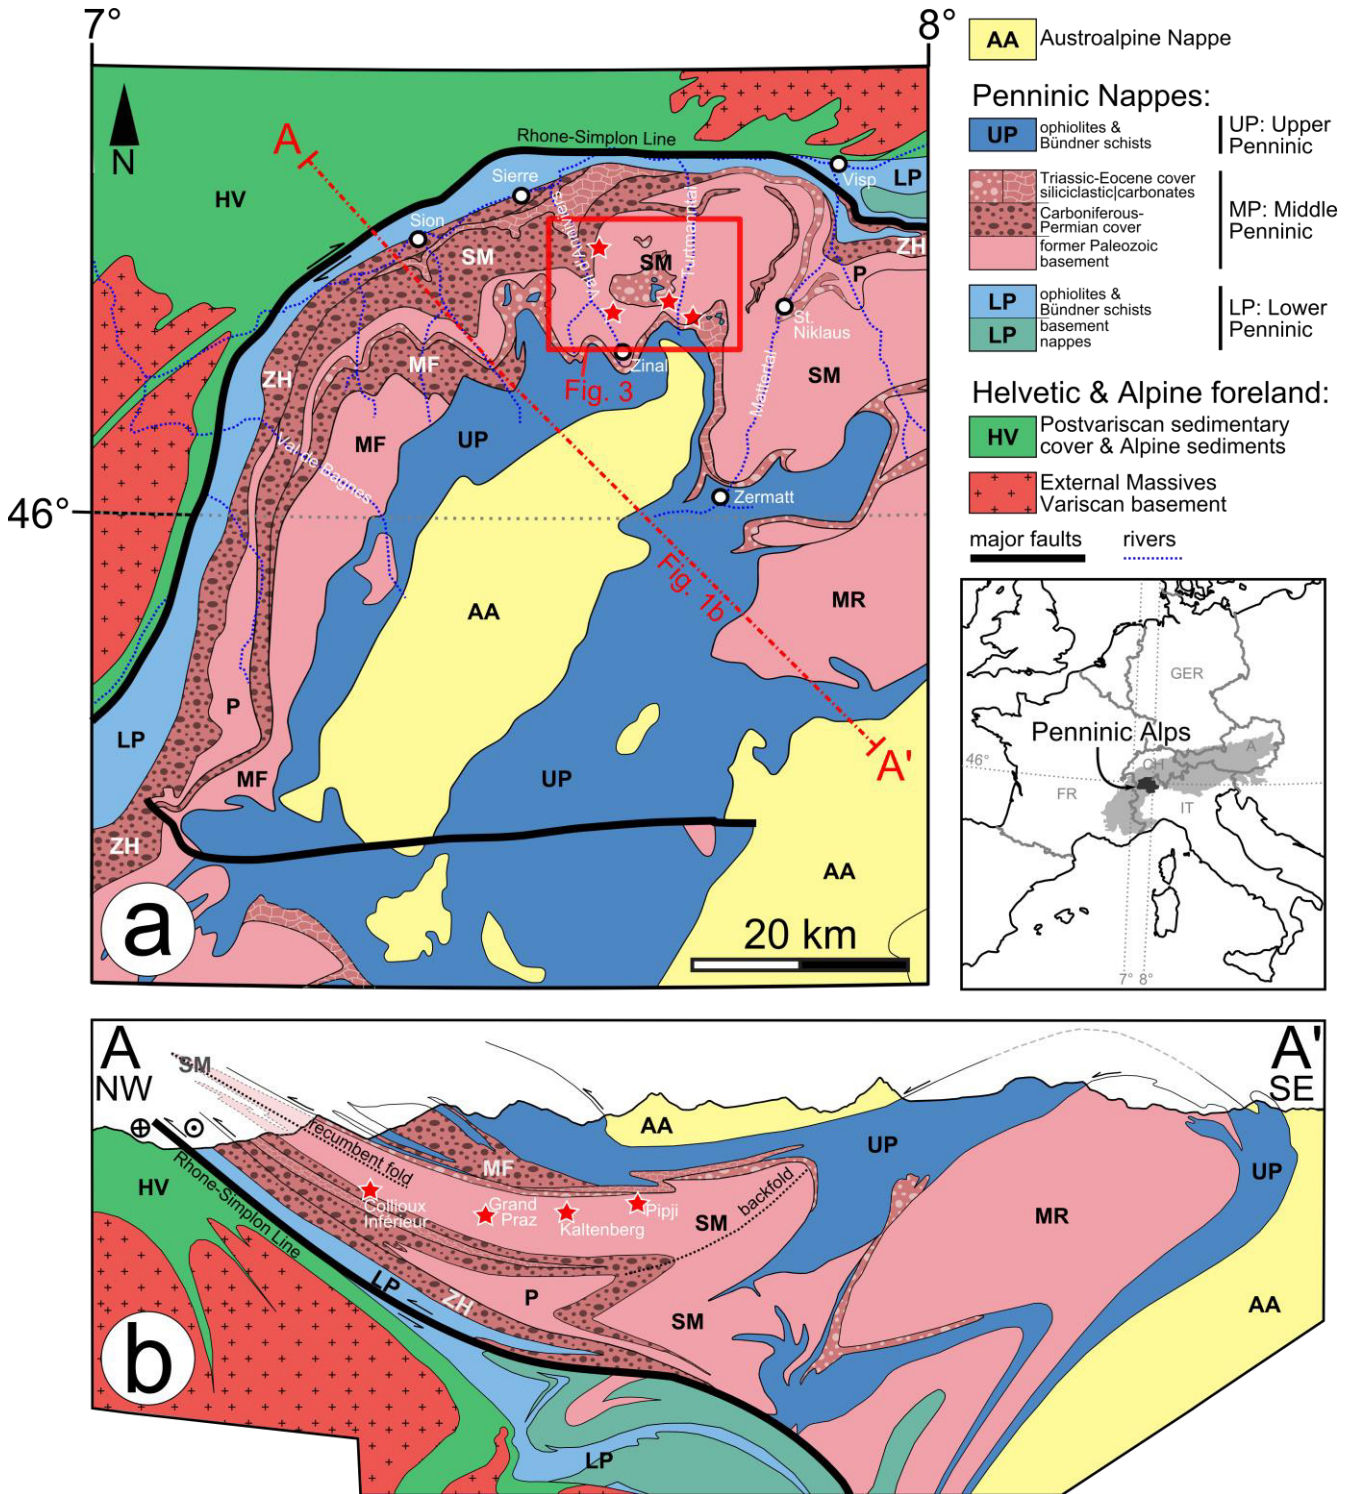 7°
8°
46°
N
A
A'
Rhone-Simplon Line
HV
Sierre
Sion
Visp
LP
ZH
P
SM
SM
Val d'Anniviers
Turtmanntal
St.
Niklaus
Zinal
Fig. 3
Mattertal
SM
MF
ZH
MF
UP
Val de Bagnes
Zermatt
Fig. 1b
AA
MR
P
LP
MF
UP
ZH
AA
a
20 km
AA Austroalpine Nappe
Penninic Nappes:
UP ophiolites &
Bündner schists
UP: Upper
Penninic
Triassic-Eocene cover
siliciclastic|carbonates
Carboniferous-
Permian cover
former Paleozoic
basement
MP: Middle
Penninic
LP ophiolites &
Bündner schists
LP basement
nappes
LP: Lower
Penninic
Helvetic & Alpine foreland:
HV Postvariscan sedimentary
cover & Alpine sediments
External Massives
Variscan basement
major faults
rivers
GER
Penninic Alps
46°
CH
A
FR
IT
7° 8°
A
NW
A'
SE
SM
recumbent fold
AA
UP
MF
HV
Rhone-Simplon Line
Collioux
Inférieur
Grand
Praz
Kaltenberg
Pipji
SM
backfold
MR
UP
LP
ZH
P
SM
AA
b
LP